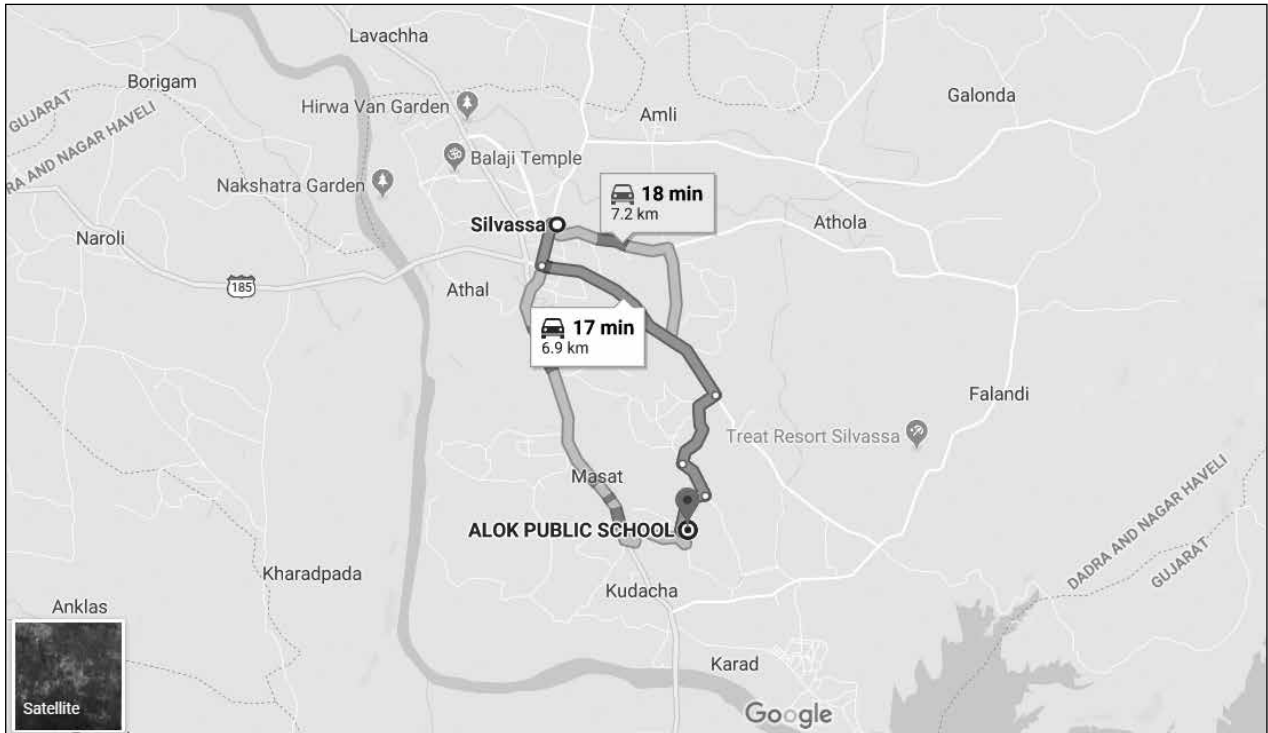 Lavachha
Borigam
Galonda
GUJARAT
Hirwa Van Garden
Amli
RA AND NAGAR HAVELI
Balaji Temple
Nakshatra Garden
18 min
7.2 km
Silvassa
Athola
Naroli
185
Athal
17 min
6.9 km
Falandi
Treat Resort Silvassa
Masat
ALOK PUBLIC SCHOOL
DADRA AND NAGAR HAVELI
GUJARAT
Kharadpada
Kudacha
Anklas
Karad
Satellite
Google